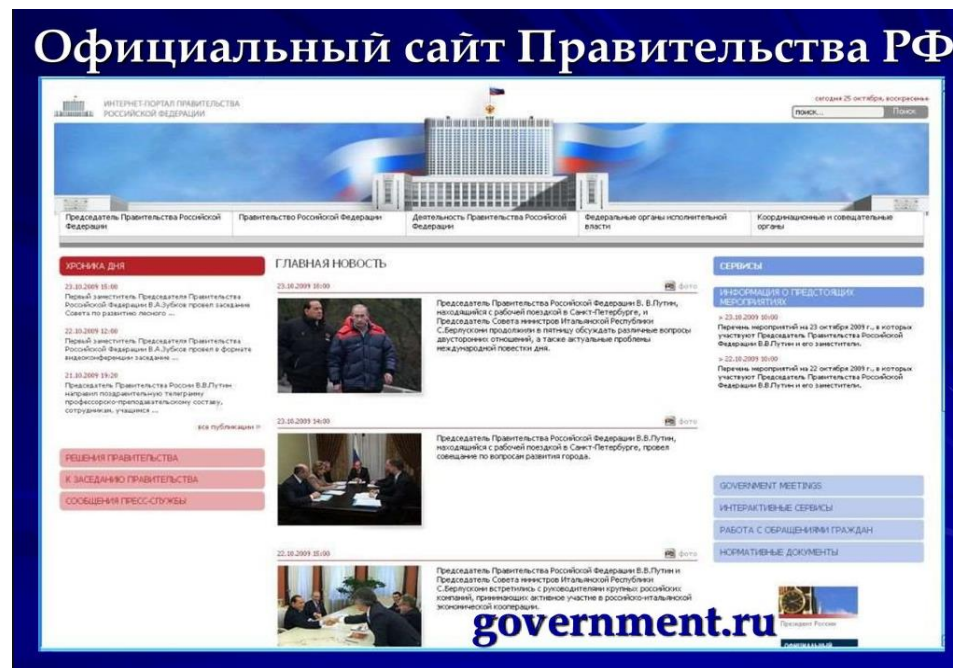 Официальный сайт Правительства РФ
ИНТЕРНЕТ-ПОРТАЛ ПРАВИТЕЛЬСТВА
РОССИЙСКОЙ ФЕДЕРАЦИИ
сегодня 25 октября, воскресенье
поиск...
Поиск
Председатель Правительства Российской
Федерации
Правительство Российской Федерации
Деятельность Правительства Российской
Федерации
Федеральные органы исполнительной
власти
Координационные и совещательные
органы
ХРОНИКА ДНЯ
23.10.2009 15:00
Первый заместитель Председателя Правительства
Российской Федерации В.А.Зубков провел заседание
Совета по развитию лесного ...
22.10.2009 12:00
Первый заместитель Председателя Правительства
Российской Федерации В.А.Зубков провел в формате
видеоконференции заседание ...
21.10.2009 19:20
Председатель Правительства России В.В.Путин
направил поздравительную телеграмму
профессорско-преподавательскому составу,
сотрудникам, учащимся ...
все публикации »
РЕШЕНИЯ ПРАВИТЕЛЬСТВА
К ЗАСЕДАНИЮ ПРАВИТЕЛЬСТВА
СООБЩЕНИЯ ПРЕСС-СЛУЖБЫ
ГЛАВНАЯ НОВОСТЬ
23.10.2009 18:00
фото
Председатель Правительства Российской Федерации В. В.Путин,
находящийся с рабочей поездкой в Санкт-Петербурге, и
Председатель Совета министров Итальянской Республики
С.Берлускони продолжили в пятницу обсуждать различные вопросы
двусторонних отношений, а также актуальные проблемы
международной повестки дня.
23.10.2009 14:00
фото
Председатель Правительства Российской Федерации В.В.Путин,
находящийся с рабочей поездкой в Санкт-Петербурге, провел
совещание по вопросам развития города.
22.10.2009 15:00
фото
Председатель Правительства Российской Федерации В.В.Путин и
Председатель Совета министров Итальянской Республики
С.Берлускони встретились с руководителями крупных российских
компаний, принимающих активное участие в российско-итальянской
экономической кооперации.
СЕРВИСЫ
ИНФОРМАЦИЯ О ПРЕДСТОЯЩИХ
МЕРОПРИЯТИЯХ
» 23.10.2009 10:00
Перечень мероприятий на 23 октября 2009 г., в которых
участвуют Председатель Правительства Российской
Федерации В.В.Путин и его заместители.
» 22.10.2009 10:00
Перечень мероприятий на 22 октября 2009 г., в которых
участвуют Председатель Правительства Российской
Федерации В.В.Путин и его заместители.
GOVERNMENT MEETINGS
ИНТЕРАКТИВНЫЕ СЕРВИСЫ
РАБОТА С ОБРАЩЕНИЯМИ ГРАЖДАН
НОРМАТИВНЫЕ ДОКУМЕНТЫ
Президент России
government.ru